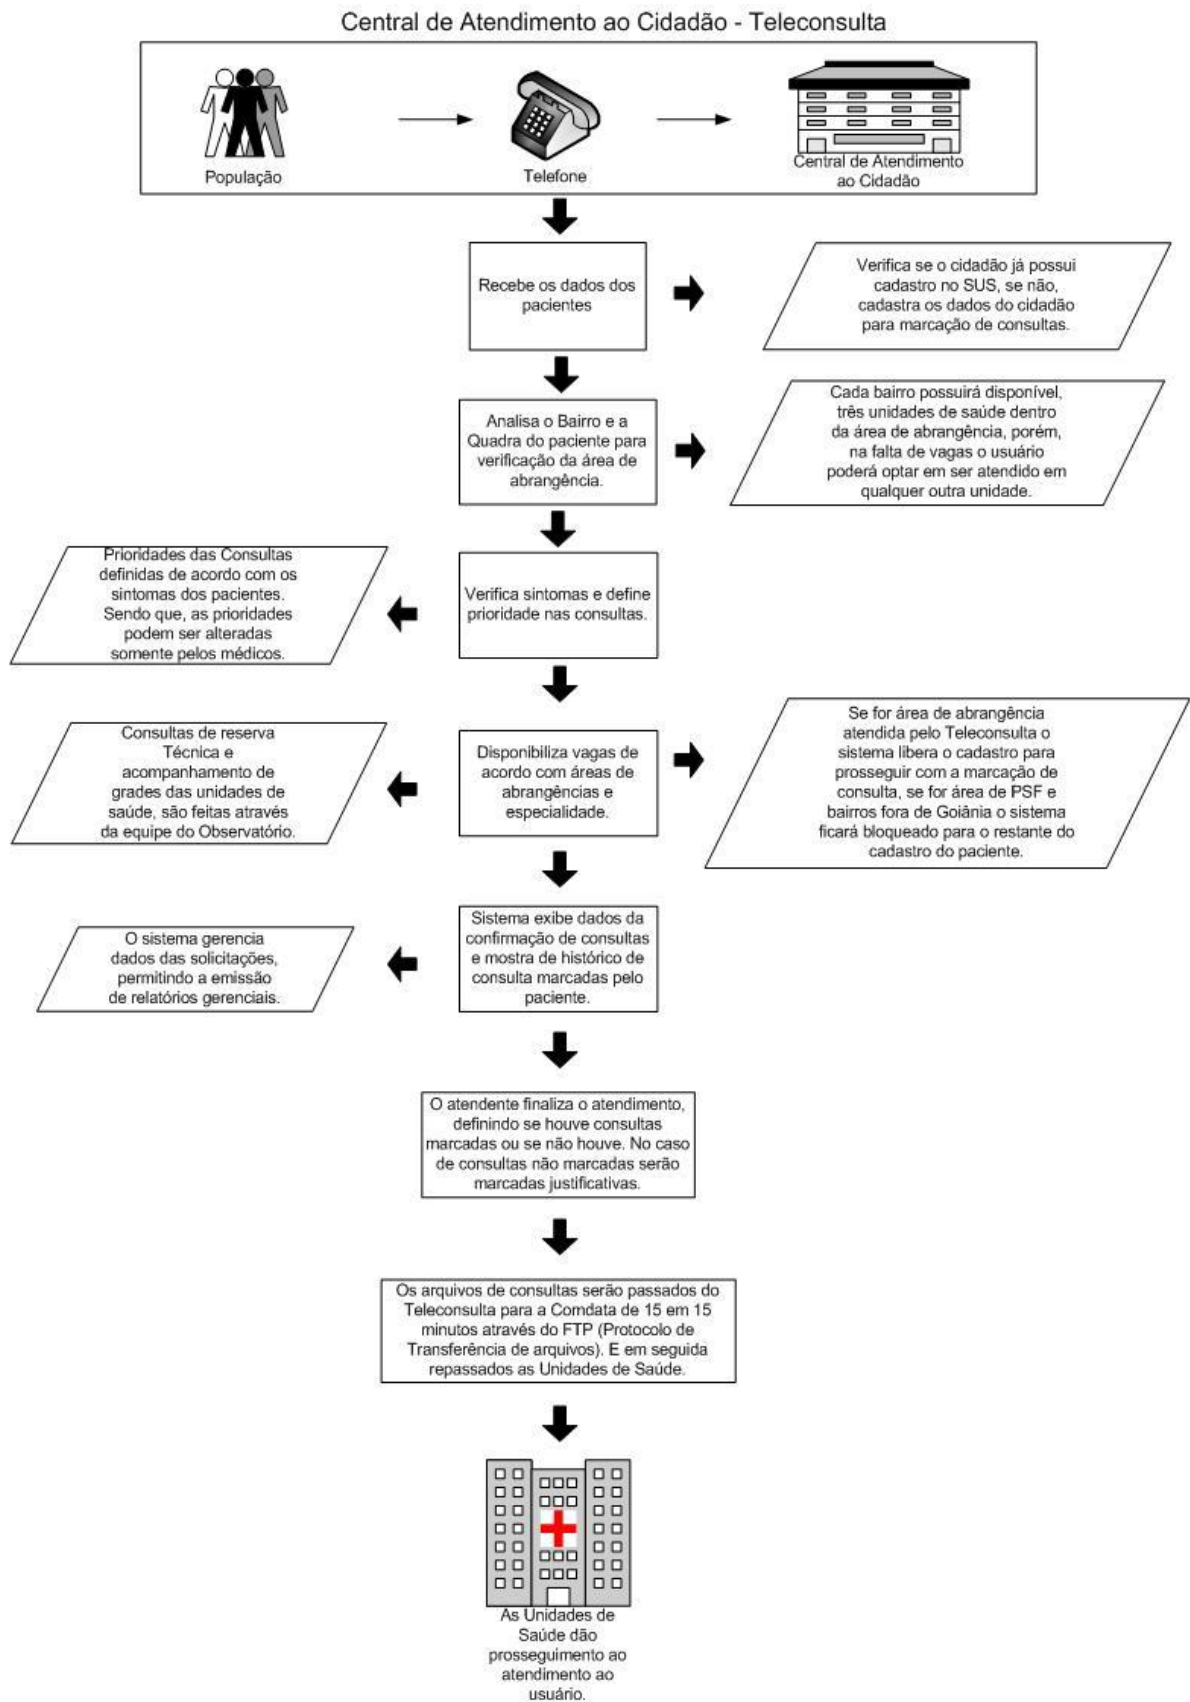 Central de Atendimento ao Cidadão - Teleconsulta
População
Telefone
Central de Atendimento
ao Cidadão
Recebe os dados dos
pacientes
Verifica se o cidadão já possui
cadastro no SUS, se não,
cadastra os dados do cidadão
para marcação de consultas.
Analisa o Bairro e a
Quadra do paciente para
verificação da área de
abrangência.
Cada bairro possuirá disponível,
três unidades de saúde dentro
da área de abrangência, porém,
na falta de vagas o usuário
poderá optar em ser atendido em
qualquer outra unidade.
Prioridades das Consultas
definidas de acordo com os
sintomas dos pacientes.
Sendo que, as prioridades
podem ser alteradas
somente pelos médicos.
Verifica sintomas e define
prioridade nas consultas.
Consultas de reserva
Técnica e
acompanhamento de
grades das unidades de
saúde, são feitas através
da equipe do Observatório.
Disponibiliza vagas de
acordo com áreas de
abrangências e
especialidade.
Se for área de abrangência
atendida pelo Teleconsulta o
sistema libera o cadastro para
prosseguir com a marcação de
consulta, se for área de PSF e
bairros fora de Goiânia o sistema
ficará bloqueado para o restante do
cadastro do paciente.
O sistema gerencia
dados das solicitações,
permitindo a emissão
de relatórios gerenciais.
Sistema exibe dados da
confirmação de consultas
e mostra de histórico de
consulta marcadas pelo
paciente.
O atendente finaliza o atendimento,
definindo se houve consultas
marcadas ou se não houve. No caso
de consultas não marcadas serão
marcadas justificativas.
Os arquivos de consultas serão passados do
Teleconsulta para a Comdata de 15 em 15
minutos através do FTP (Protocolo de
Transferência de arquivos). E em seguida
repassados as Unidades de Saúde.
As Unidades de
Saúde dão
prosseguimento ao
atendimento ao
usuário.